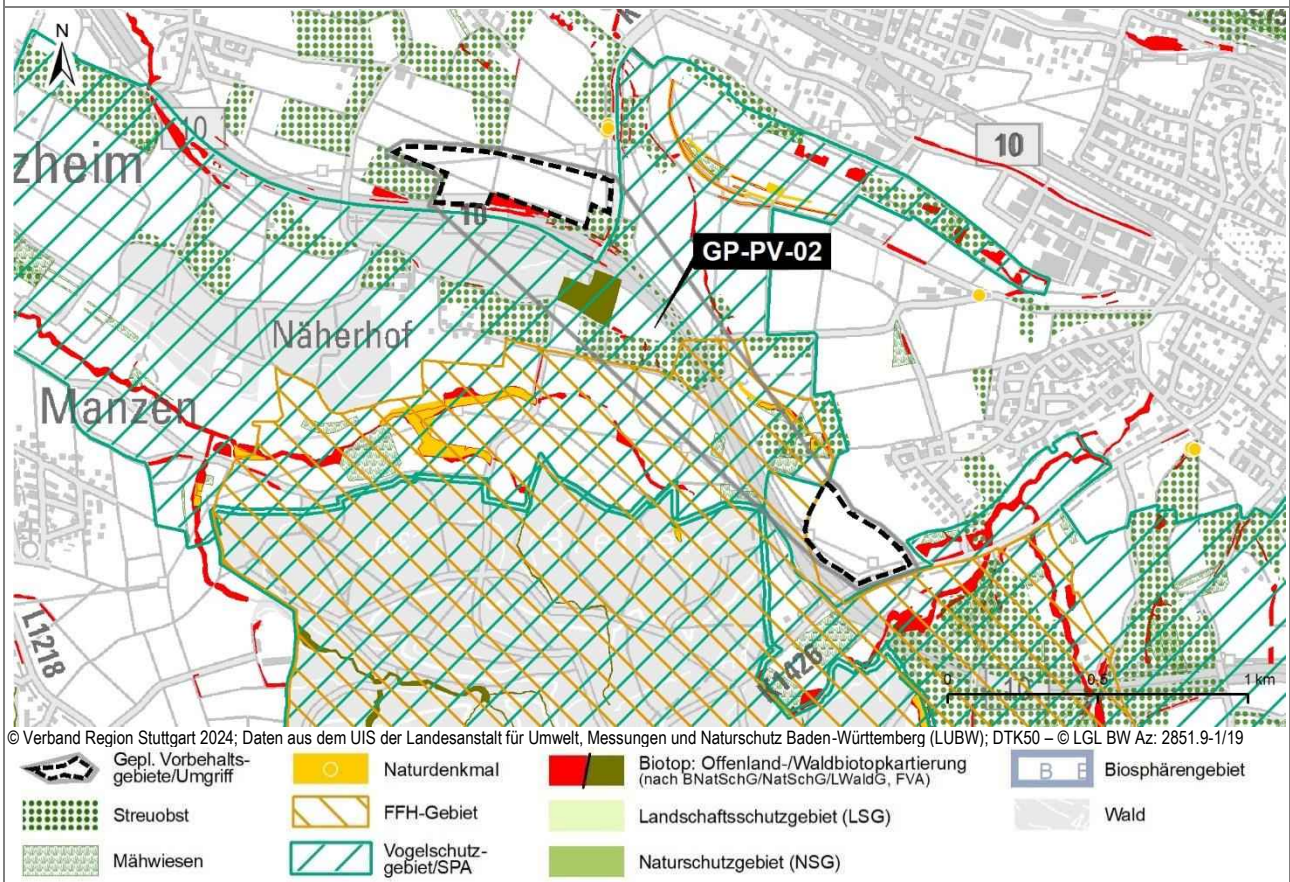 N
10
10
zheim
10
GP-PV-02
Näherhof
Manzen
L1218
K1426
0
0,5
1 km
© Verband Region Stuttgart 2024; Daten aus dem UIS der Landesanstalt für Umwelt, Messungen und Naturschutz Baden-Württemberg (LUBW); DTK50 – © LGL BW Az: 2851.9-1/19
Gepl. Vorbehalts-
gebiete/Umgriff
Naturdenkmal
Biotop: Offenland-/Waldbiotopkartierung
(nach BNatSchG/NatSchG/LWaldG, FVA)
B
Biosphärengebiet
Streuobst
FFH-Gebiet
Landschaftsschutzgebiet (LSG)
Wald
Mähwiesen
Vogelschutz-
gebiet/SPA
Naturschutzgebiet (NSG)